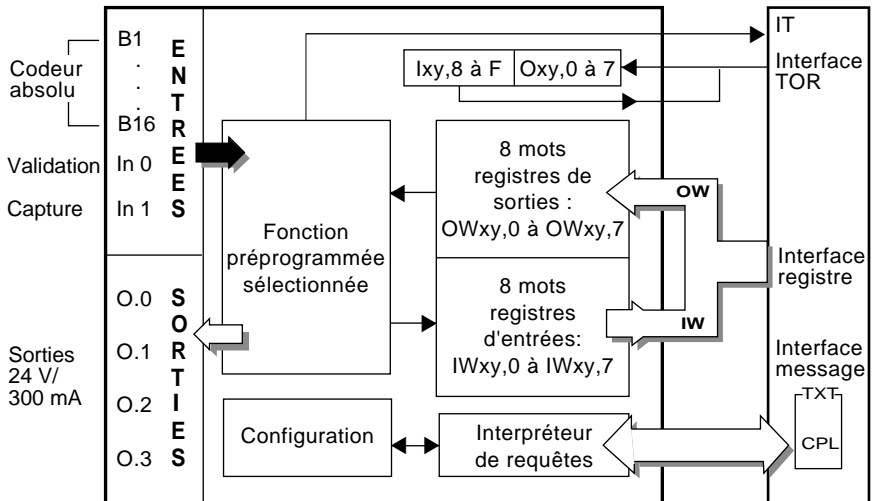 Codeur
absolu
B1
.
.
.
B16
Validation
In 0
Capture
In 1
ENTREES
Sorties
24 V/
300 mA
O.0
O.1
O.2
O.3
SORTIES
Fonction
préprogrammée
sélectionnée
Configuration
Ixy,8 à F
Oxy,0 à 7
8 mots
registres de
sorties :
OWxy,0 à OWxy,7
8 mots
registres
d'entrées:
IWxy,0 à IWxy,7
Interpréteur
de requêtes
OW
IW
IT
Interface
TOR
Interface
registre
Interface
message
TXT
CPL